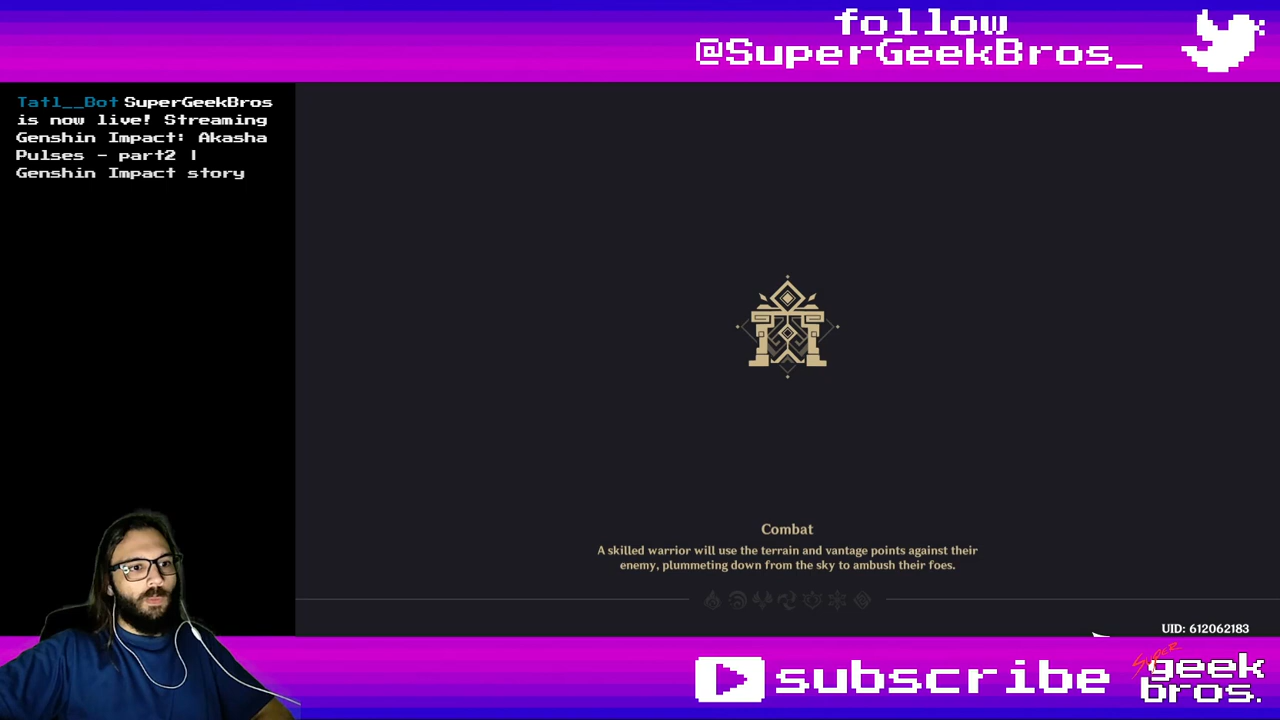 follow
@SuperGeekBros_
Tatl__Bot SuperGeekBros
is now live! Streaming
Genshin Impact: Akasha
Pulses - part2 |
Genshin Impact story
Combat
A skilled warrior will use the terrain and vantage points against their
enemy, plummeting down from the sky to ambush their foes.
UID: 612062183
subscribe
SUPER
geek
bros.